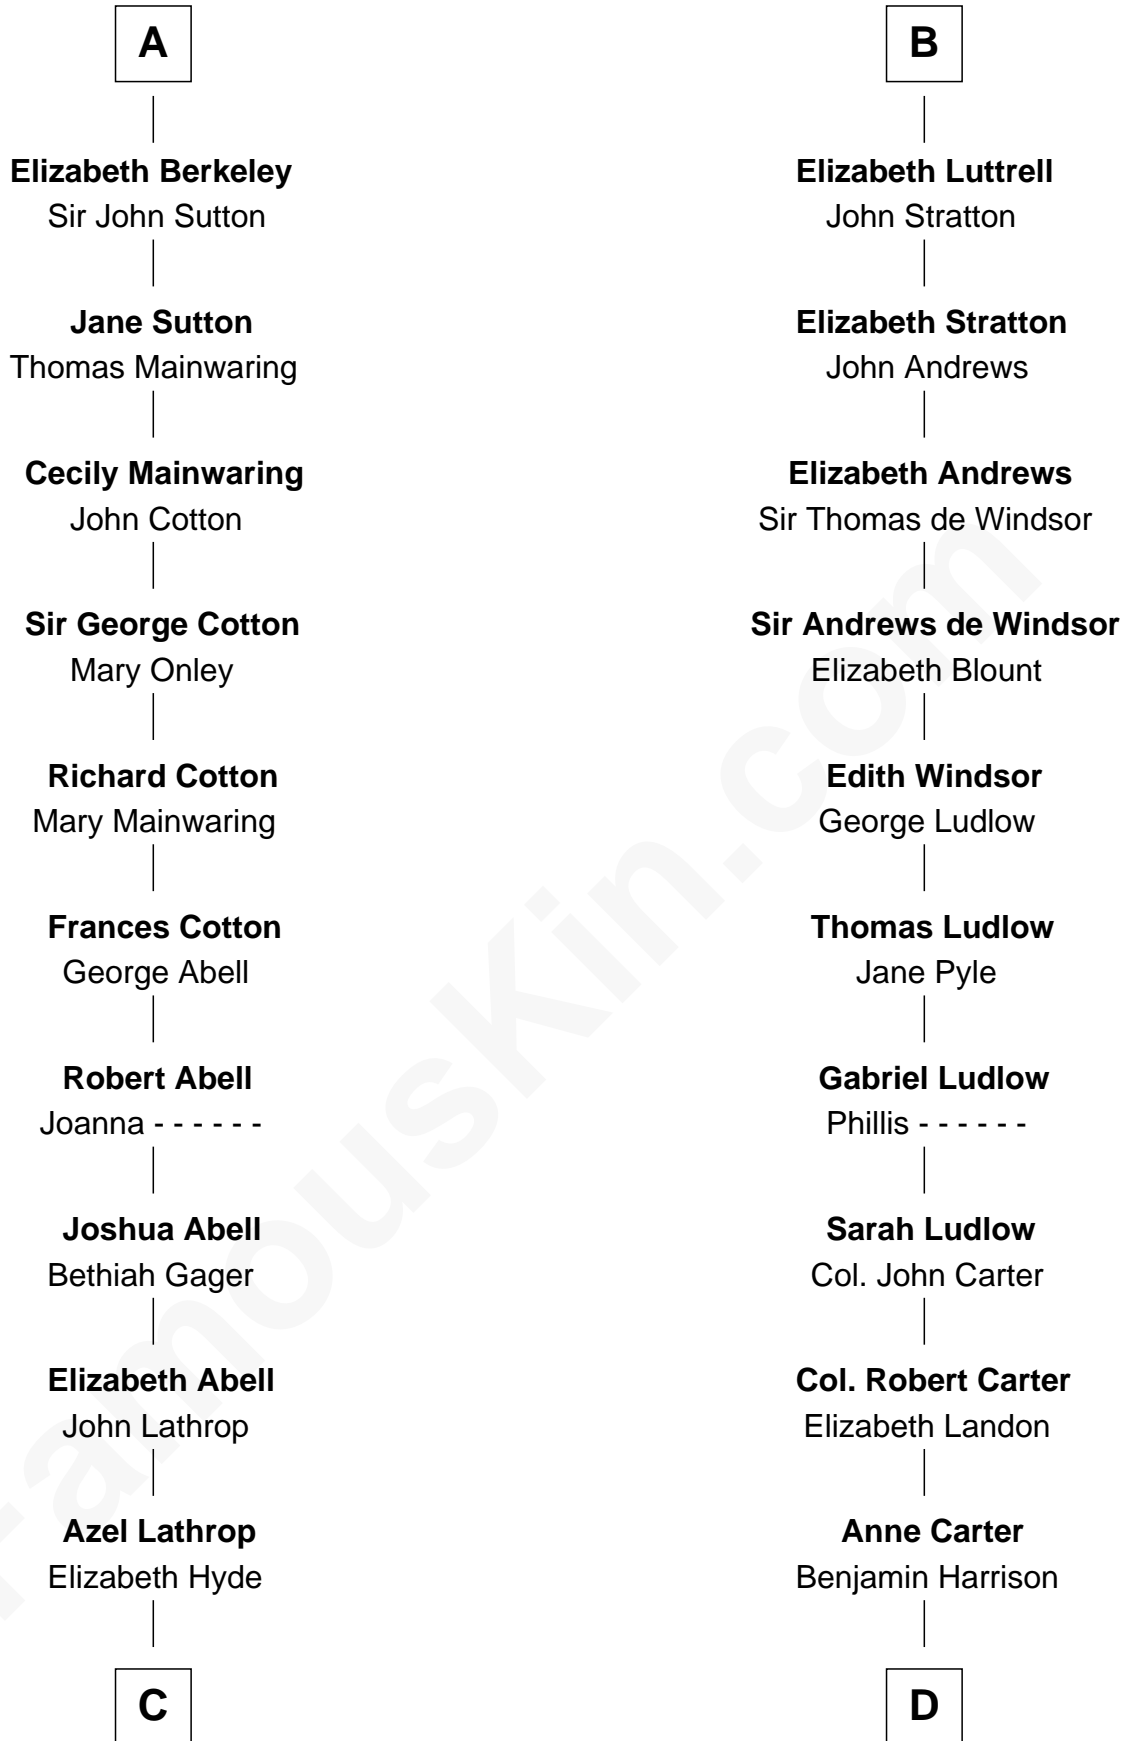 A
Elizabeth Berkeley
Sir John Sutton
Jane Sutton
Thomas Mainwaring
Cecily Mainwaring
John Cotton
Sir George Cotton
Mary Onley
Richard Cotton
Mary Mainwaring
Frances Cotton
George Abell
Robert Abell
Joanna - - - - - -
Joshua Abell
Bethiah Gager
Elizabeth Abell
John Lathrop
Azel Lathrop
Elizabeth Hyde
C
B
Elizabeth Luttrell
John Stratton
Elizabeth Stratton
John Andrews
Elizabeth Andrews
Sir Thomas de Windsor
Sir Andrews de Windsor
Elizabeth Blount
Edith Windsor
George Ludlow
Thomas Ludlow
Jane Pyle
Gabriel Ludlow
Phillis - - - - - -
Sarah Ludlow
Col. John Carter
Col. Robert Carter
Elizabeth Landon
Anne Carter
Benjamin Harrison
D
FamousKin.com